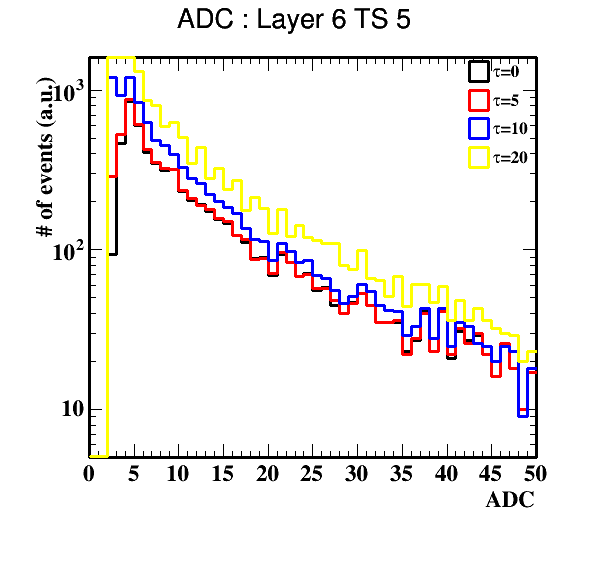 ADC : Layer 6 TS 5
# of events (a.u.)
10³
10²
10
τ=0
τ=5
τ=10
τ=20
0 5 10 15 20 25 30 35 40 45 50
ADC